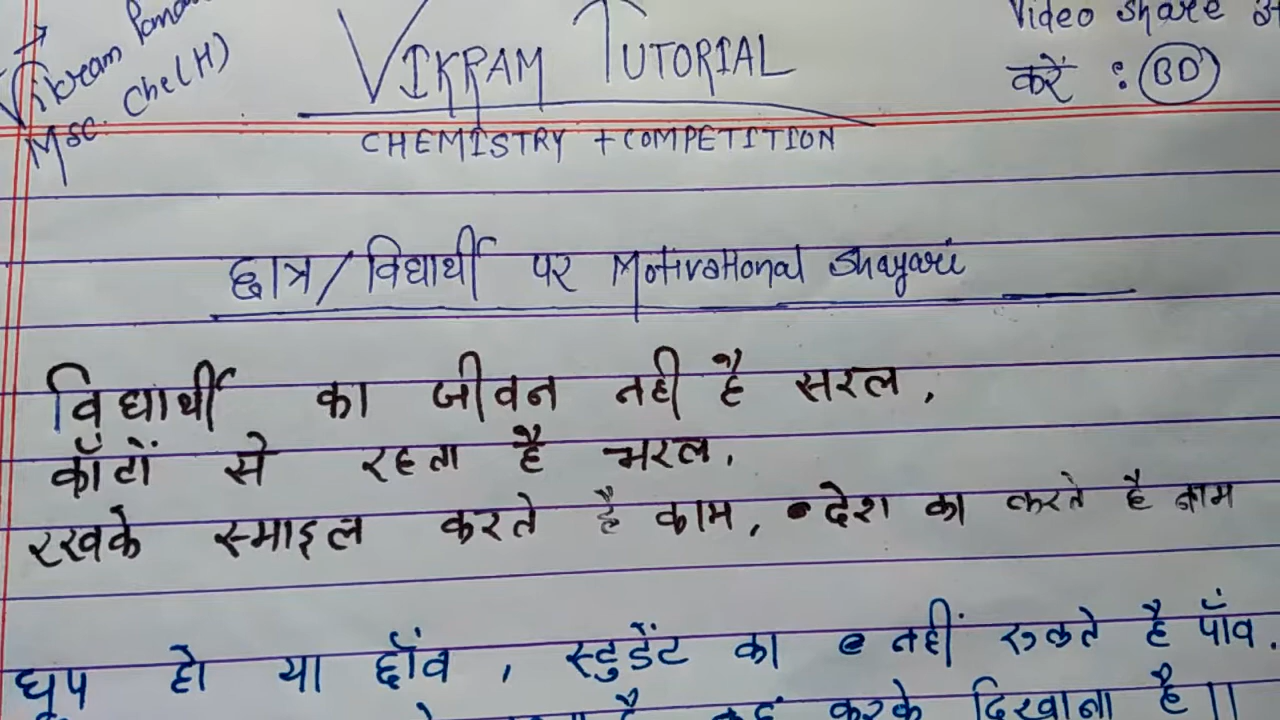 Vikram
Msc. Che(H)
VIKRAM TUTORIAL
CHEMISTRY + COMPETITION
Video share
करें : BD
छात्र/विद्यार्थी पर Motivational Shayari
विद्यार्थी का जीवन नही है सरल,
काँटों से रहता है भरल,
रखके स्माइल करते है काम, देश का करते है नाम
धूप हो या छाँव, स्टुडेंट का नहीं रुकते है पाँव.
करके दिखाना है||